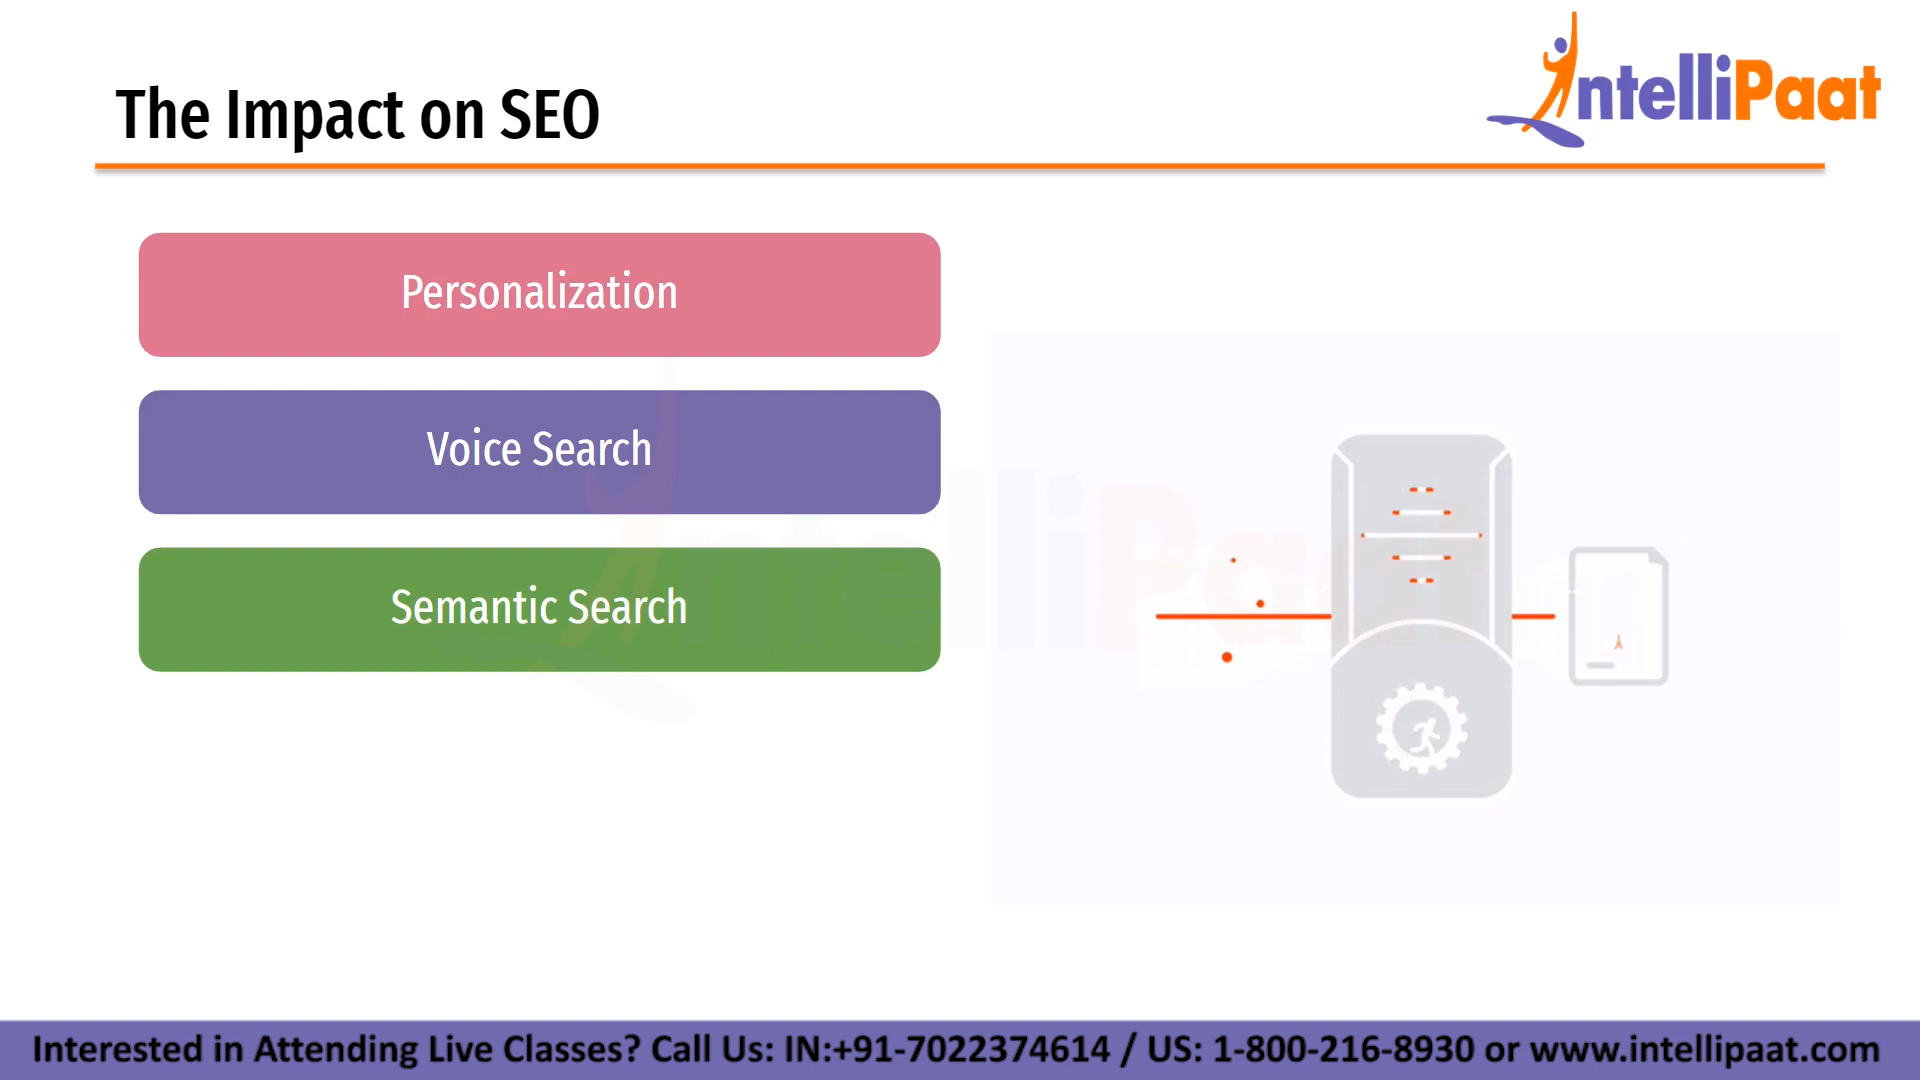 The Impact on SEO
IntelliPaat
Personalization
Voice Search
Semantic Search
IntelliPaat
Interested in Attending Live Classes? Call Us: IN:+91-7022374614 / US: 1-800-216-8930 or www.intellipaat.com